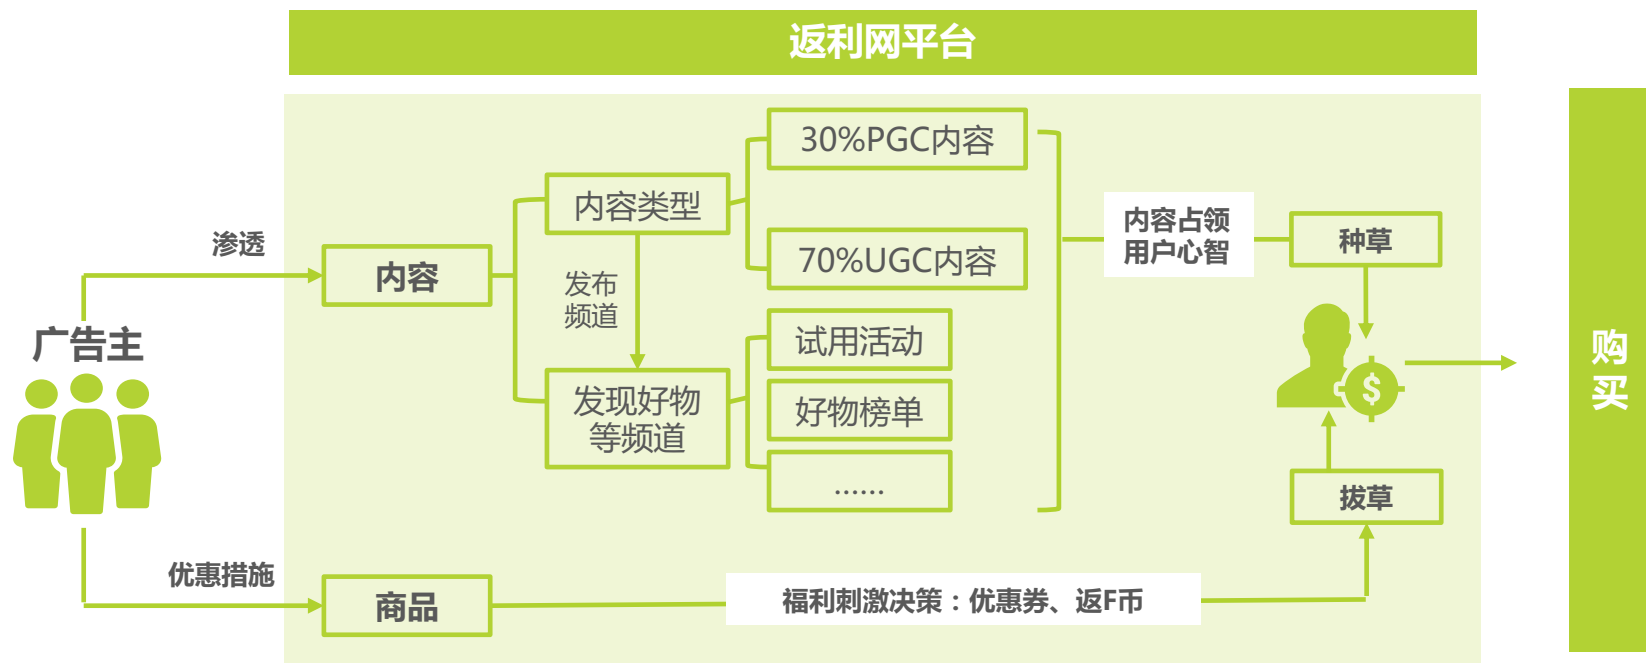 返利网平台
30%PGC内容
内容类型
70%UGC内容
内容占领
用户心智
种草
渗透
内容
发布
频道
广告主
试用活动
发现好物
等频道
好物榜单
......
拔草
购
买
优惠措施
商品
福利刺激决策：优惠券、返F币
$